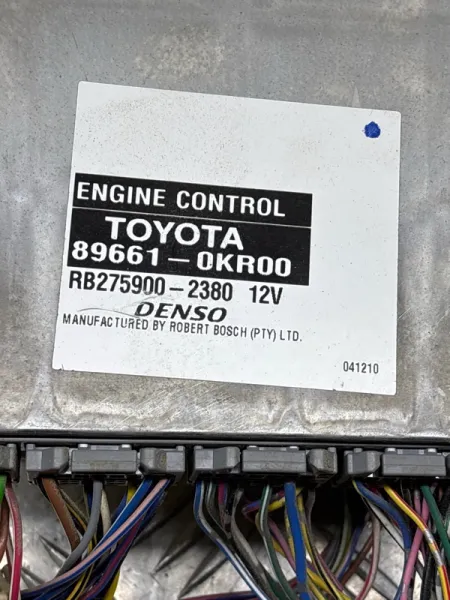 ENGINE CONTROL
TOYOTA
89661-0KR00
RB275900-2380 12V
DENSO
MANUFACTURED BY ROBERT BOSCH (PTY) LTD.
041210